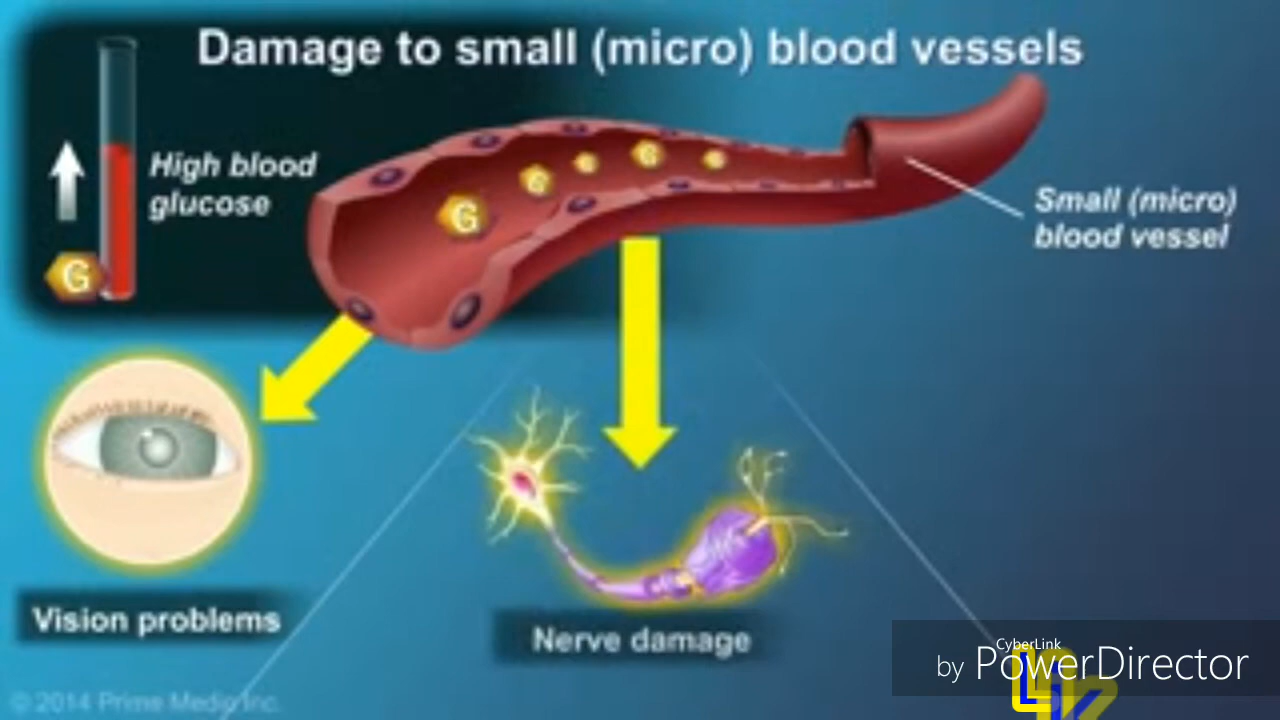 Damage to small (micro) blood vessels
High blood
glucose
G
G
G
G
G
G
Small (micro)
blood vessel
Vision problems
Nerve damage
CyberLink
by PowerDirector
© 2014 Prime Medic Inc.